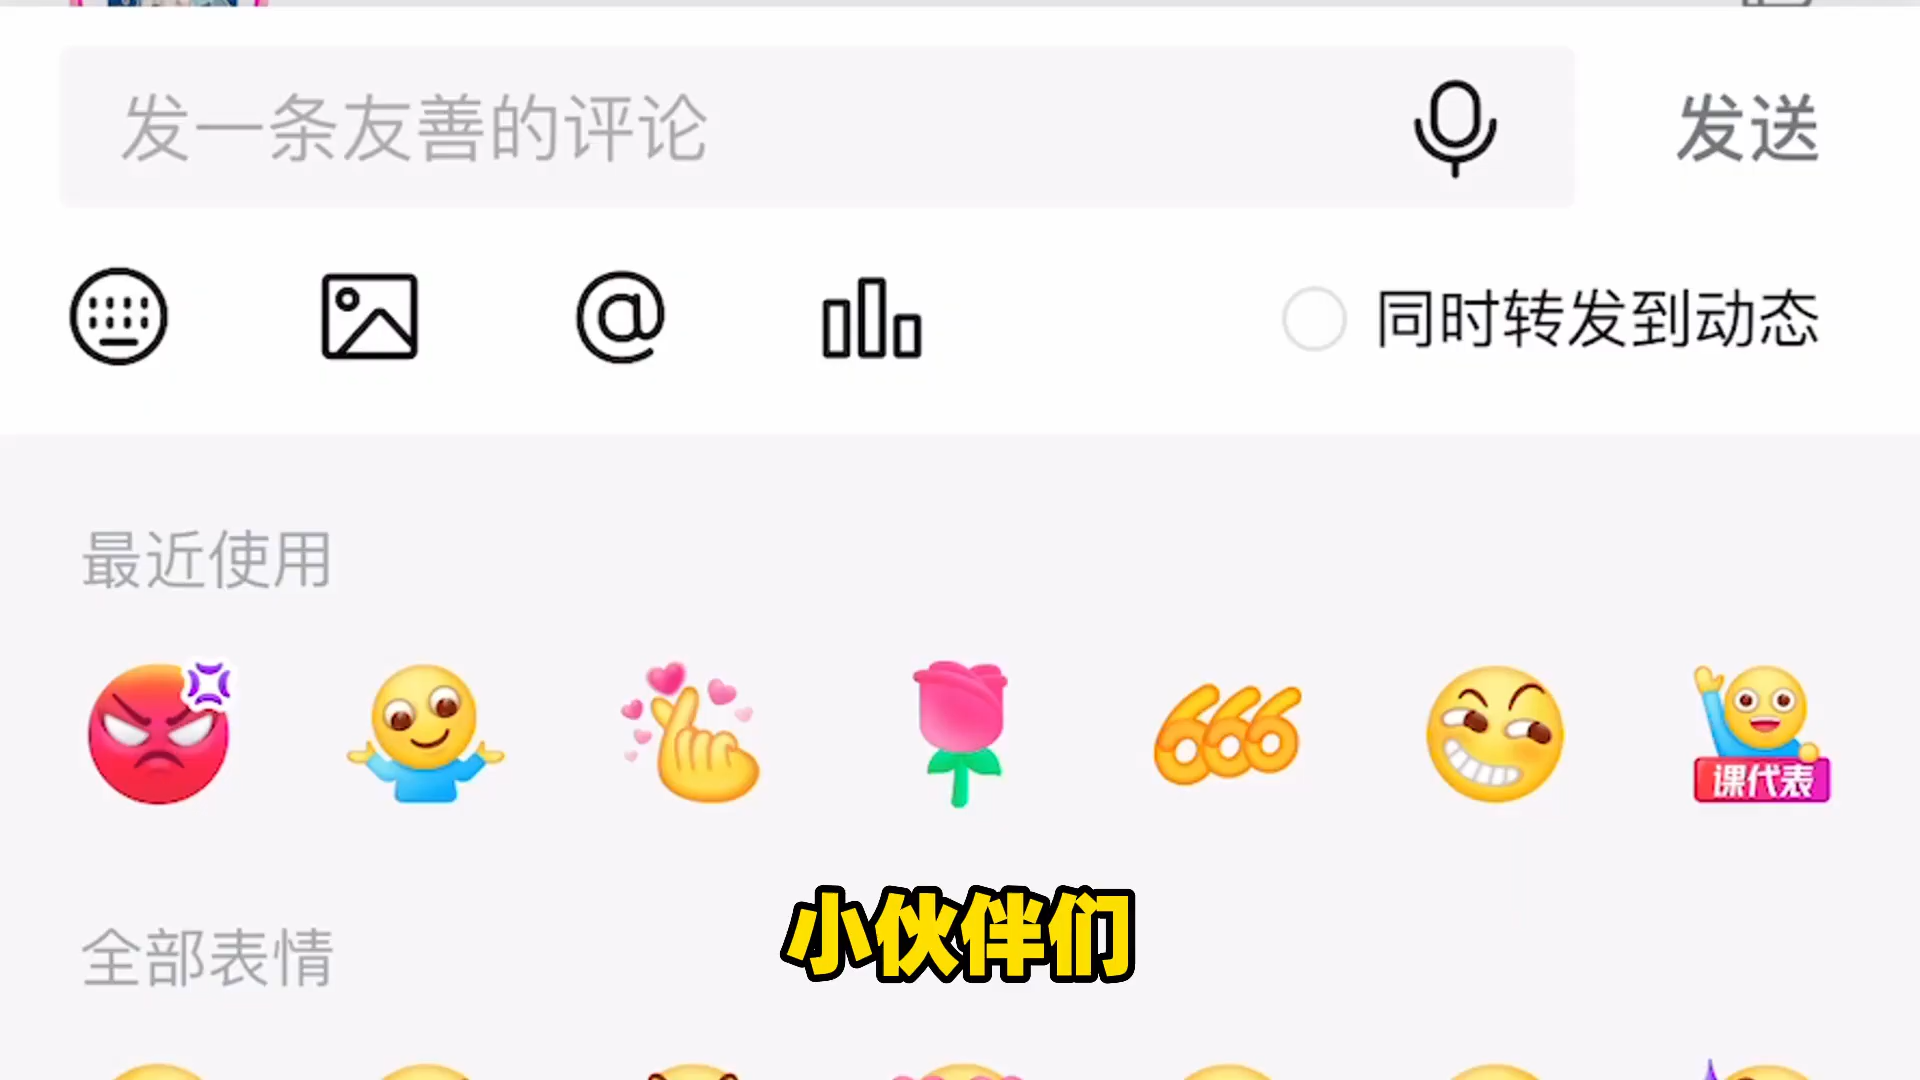 发一条友善的评论
发送
同时转发到动态
最近使用
666
课代表
小伙伴们
全部表情